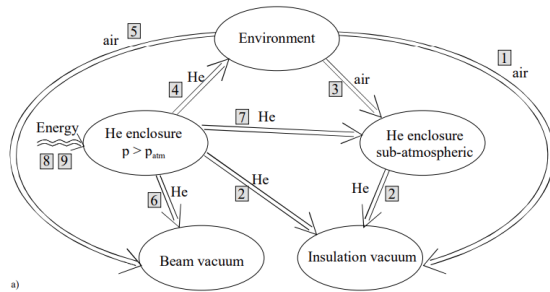 5
air
Environment
1
air
4
He
3
air
Energy
8 9
He enclosure
p > patm
7
He
He enclosure
sub-atmospheric
6
He
2
He
He
2
Beam vacuum
Insulation vacuum
a)